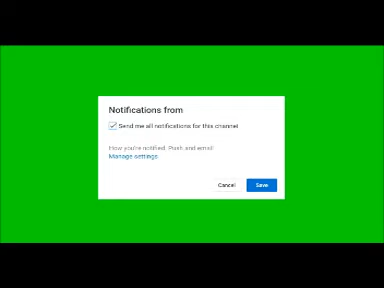 Notifications from
Send me all notifications for this channel
How you're notified: Push and email
Manage settings
Cancel
Save